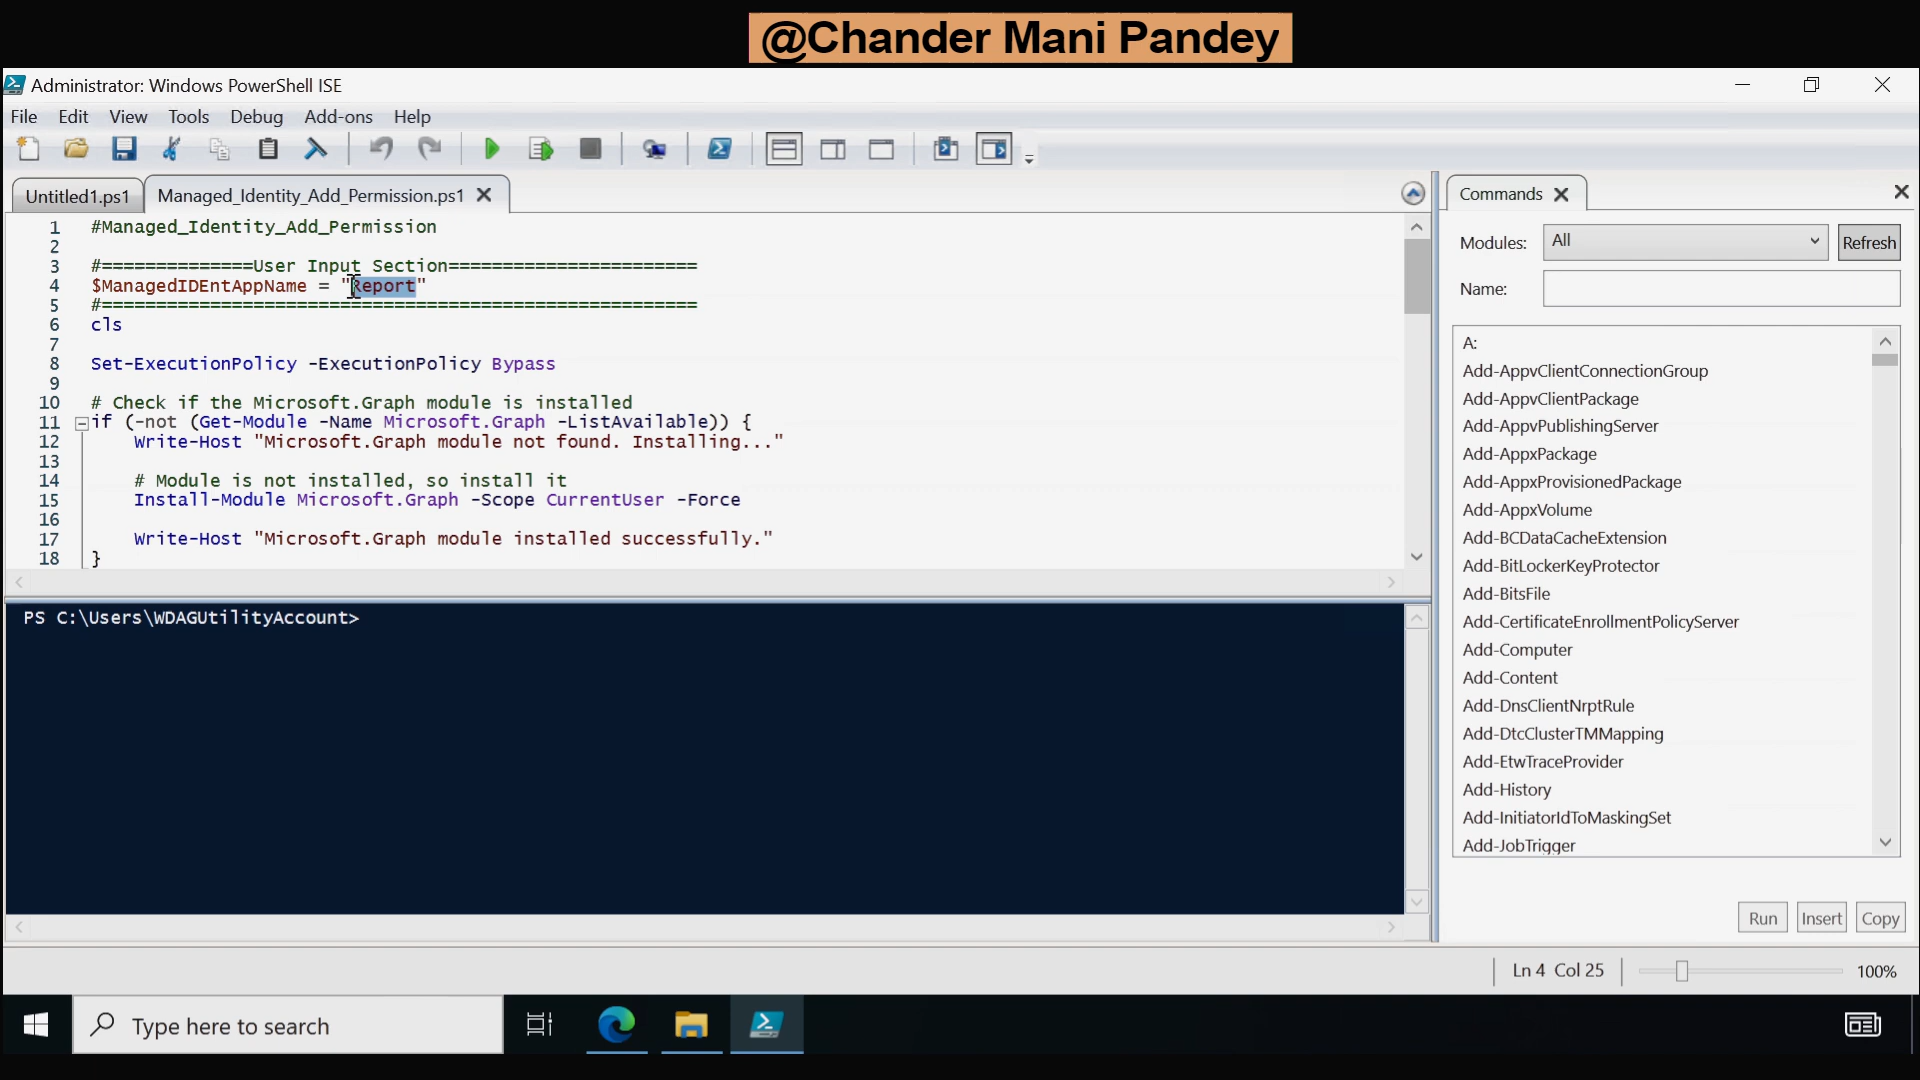 @Chander Mani Pandey
Administrator: Windows PowerShell ISE
File Edit View Tools Debug Add-ons Help
Untitled1.ps1 Managed_Identity_Add_Permission.ps1
1 #Managed_Identity_Add_Permission
2
3 #==============User Input Section=======================
4 $ManagedIDEntAppName = "Report"
5 #=======================================================
6 cls
7
8 Set-ExecutionPolicy -ExecutionPolicy Bypass
9
10 # Check if the Microsoft.Graph module is installed
11 if (-not (Get-Module -Name Microsoft.Graph -ListAvailable)) {
12 Write-Host "Microsoft.Graph module not found. Installing..."
13
14 # Module is not installed, so install it
15 Install-Module Microsoft.Graph -Scope CurrentUser -Force
16
17 Write-Host "Microsoft.Graph module installed successfully."
18 }
PS C:\Users\WDAGUtilityAccount>
Commands
Modules: All Refresh
Name:
A:
Add-AppvClientConnectionGroup
Add-AppvClientPackage
Add-AppvPublishingServer
Add-AppxPackage
Add-AppxProvisionedPackage
Add-AppxVolume
Add-BCDataCacheExtension
Add-BitLockerKeyProtector
Add-BitsFile
Add-CertificateEnrollmentPolicyServer
Add-Computer
Add-Content
Add-DnsClientNrptRule
Add-DtcClusterTMMapping
Add-EtwTraceProvider
Add-History
Add-InitiatorIdToMaskingSet
Add-JobTrigger
Run Insert Copy
Ln 4 Col 25 100%
Type here to search